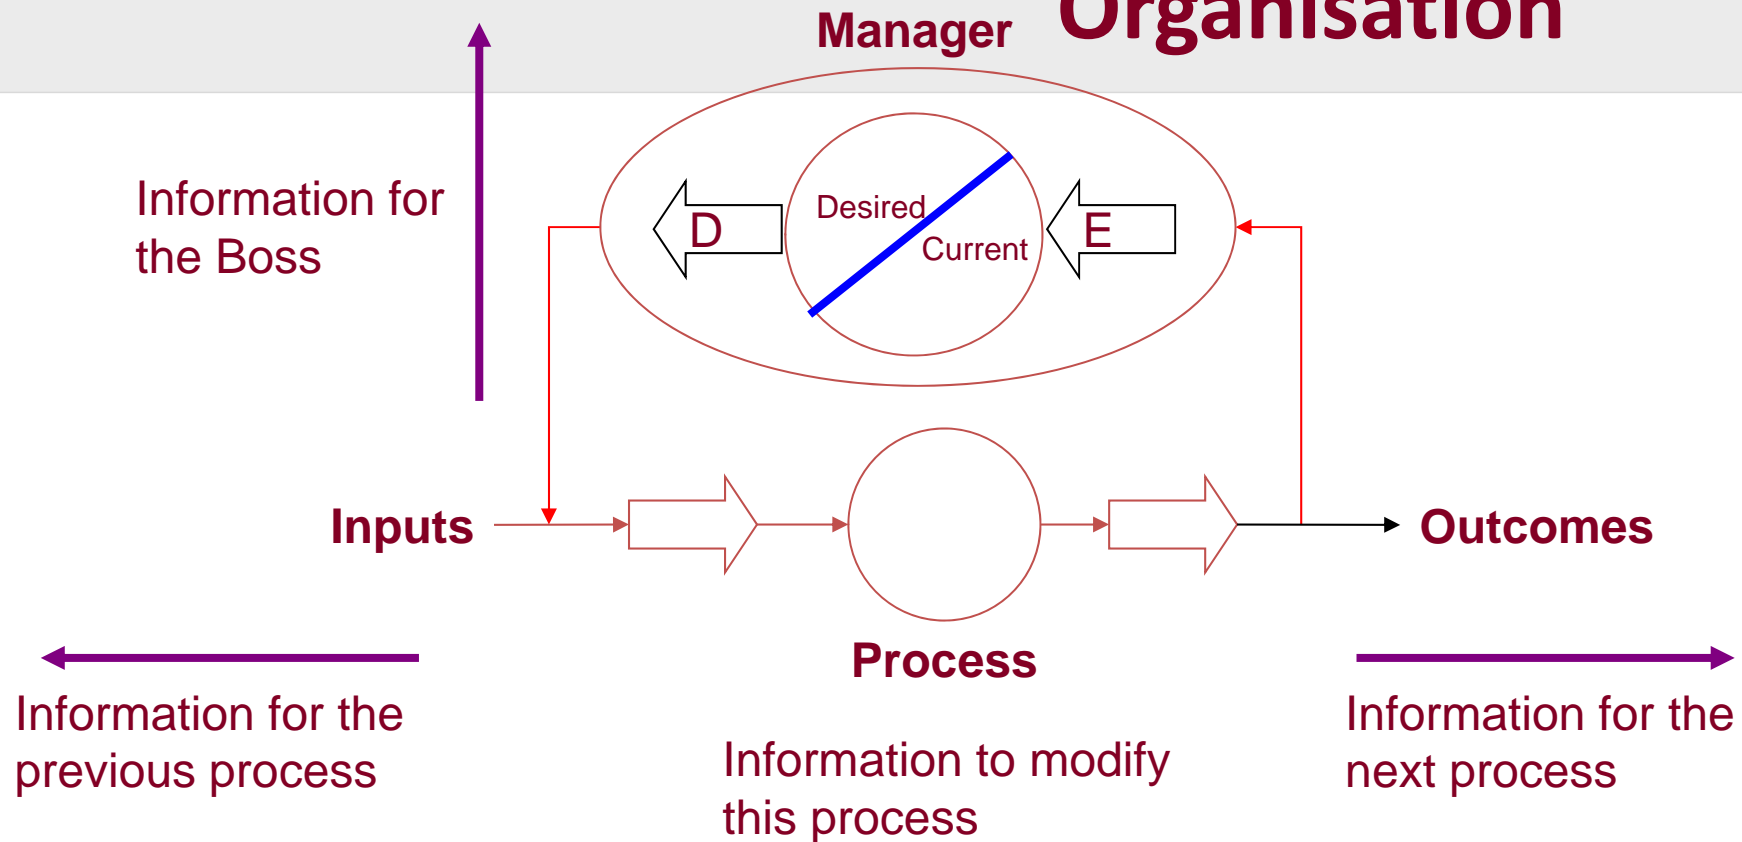 Organisation
Manager
Information for
the Boss
D
Desired
Current
E
Inputs
Outcomes
Process
Information for the
previous process
Information to modify
this process
Information for the
next process